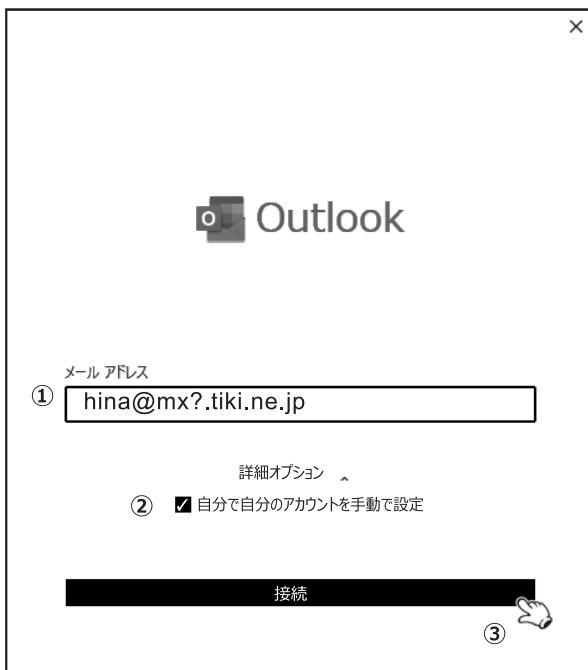 ×
Outlook
メール アドレス
① hina@mx?.tiki.ne.jp
詳細オプション
② 自分で自分のアカウントを手動で設定
接続
③